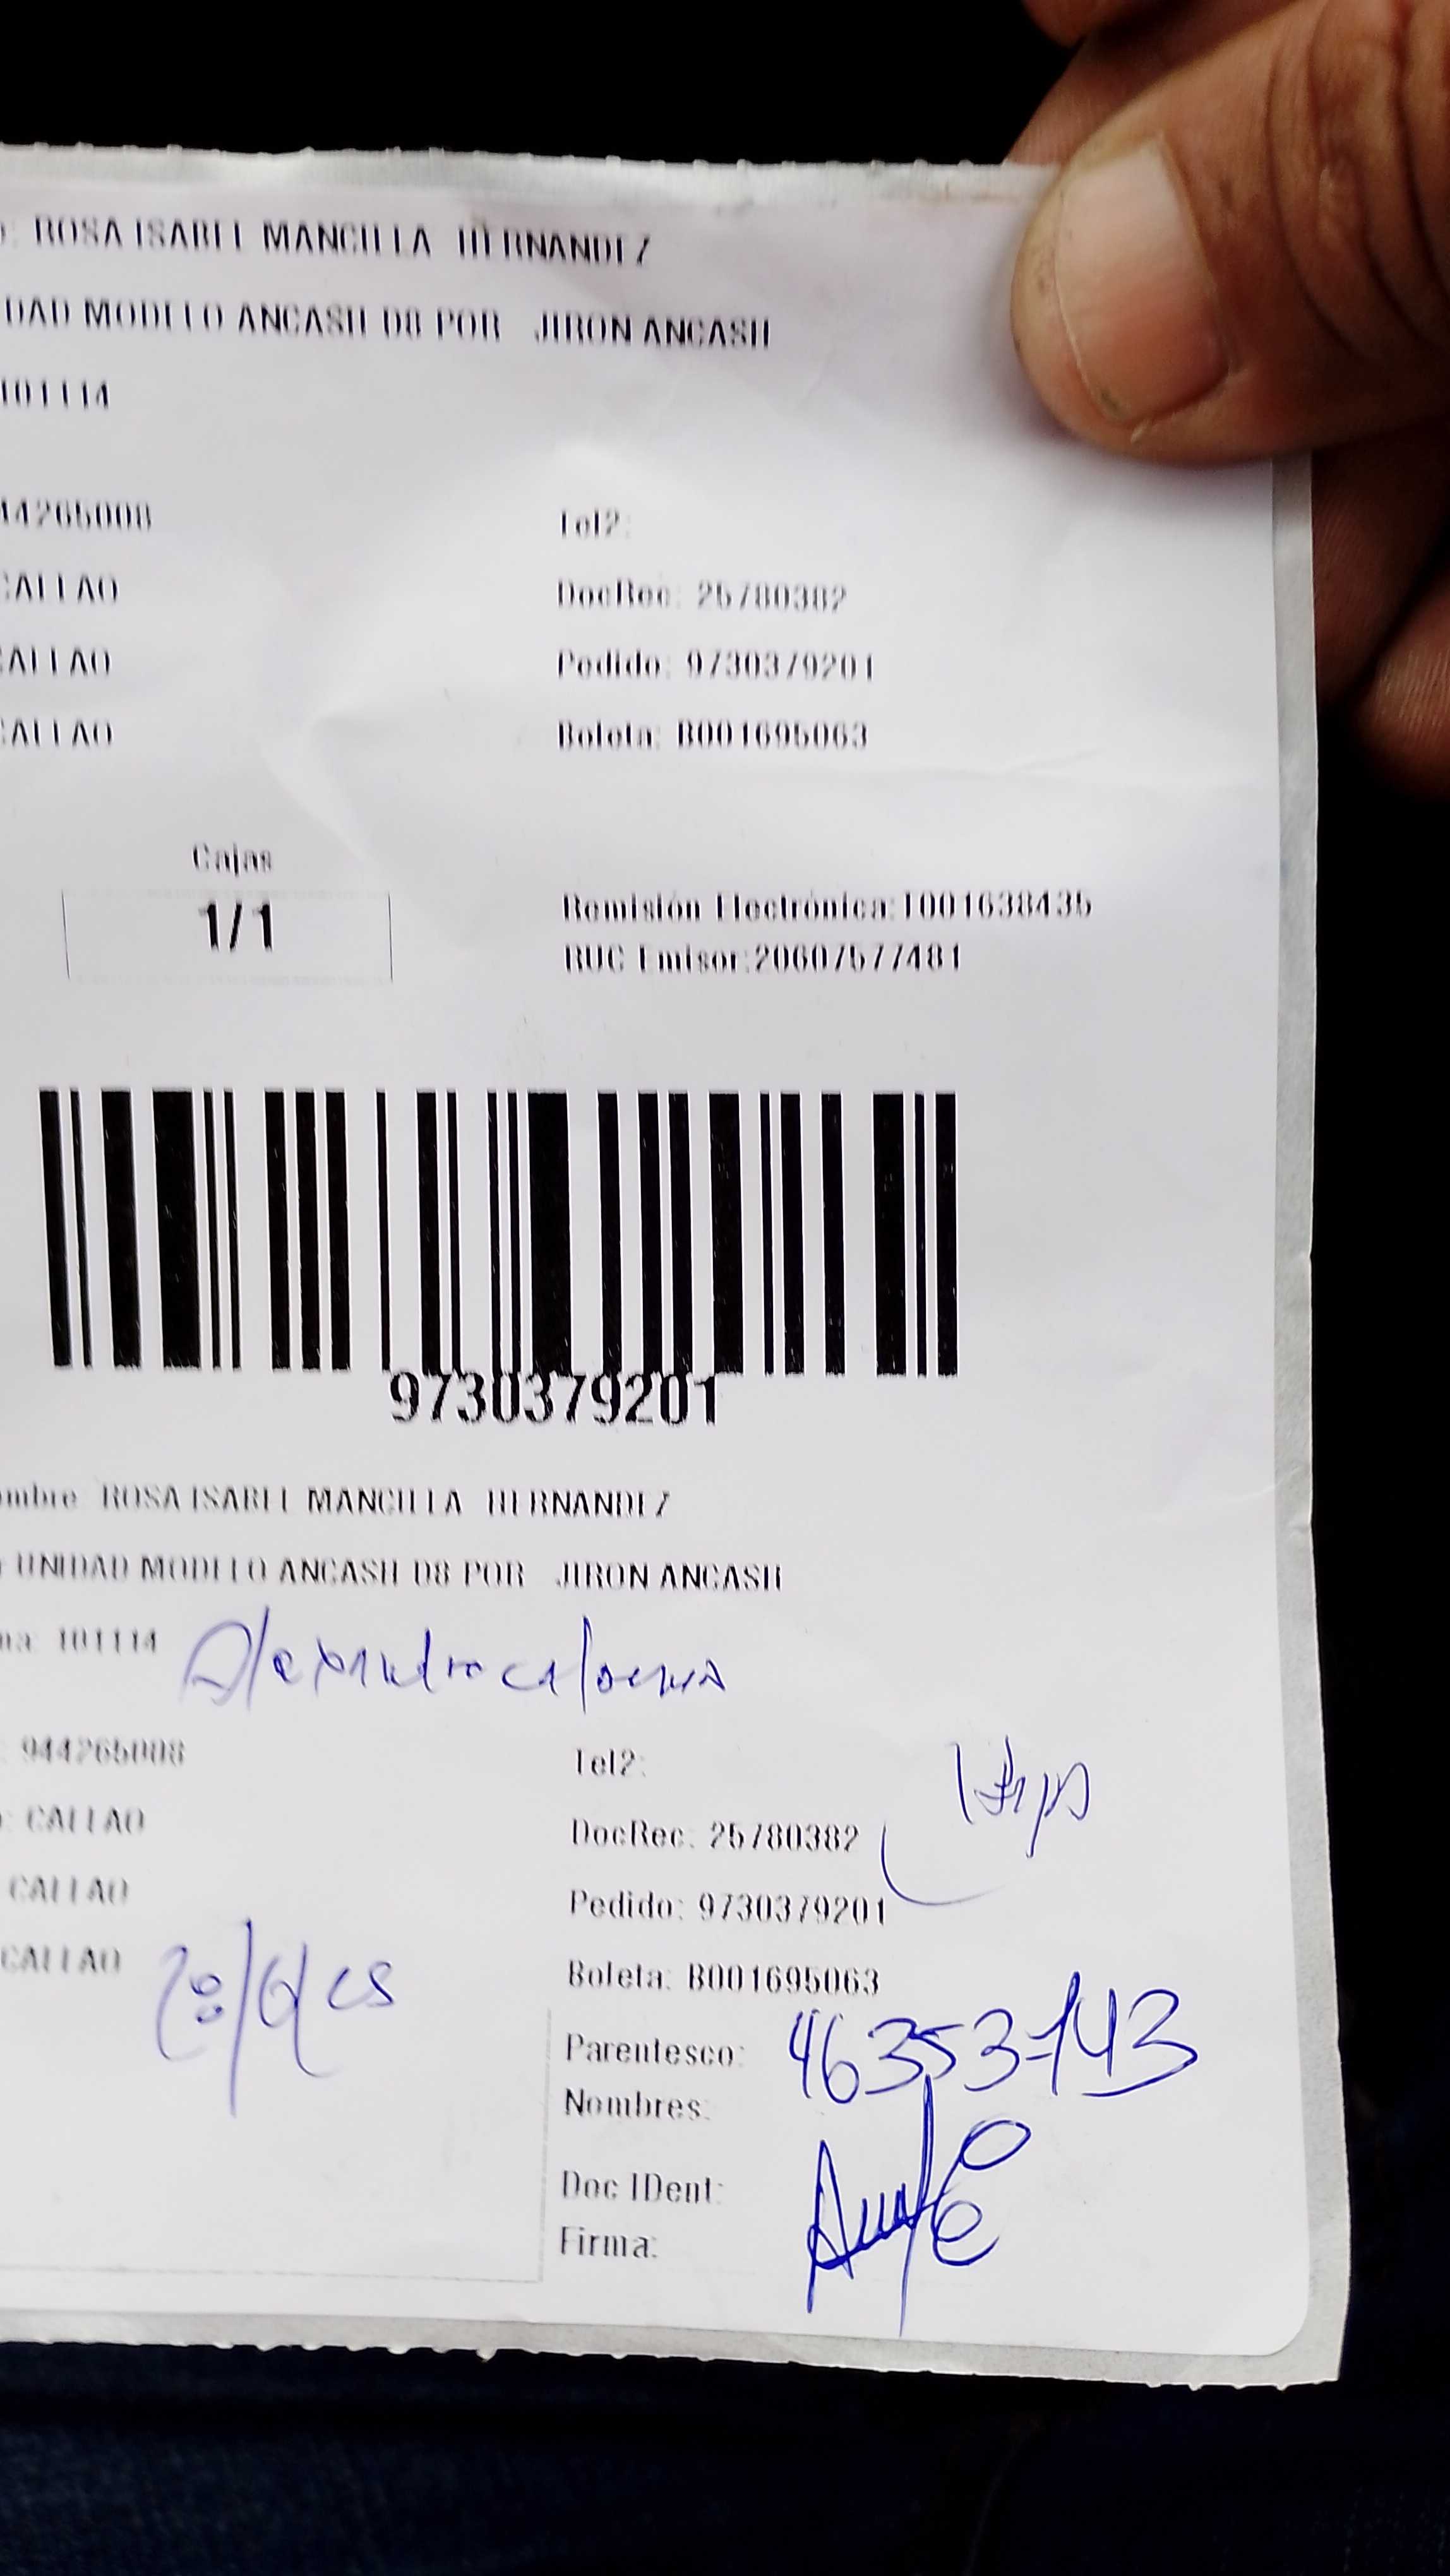 : ROSA ISABEL MANCILLA HERNANDEZ
DAD MODELO ANCASH D8 POR JIRON ANCASH
101114
44265008 Tel2:
CALLAO DocRec: 25780382
CALLAO Pedido: 9730379201
CALLAO Boleta: B001695063
Cajas
1/1
Remisión Electrónica:T001638435
RUC Emisor:20607577481
9730379201
ombre ROSA ISABEL MANCILLA HERNANDEZ
UNIDAD MODELO ANCASH D8 POR JIRON ANCASH
na: 101114
: 944265008 Tel2:
: CALLAO DocRec: 25780382
CALLAO Pedido: 9730379201
CALLAO Boleta: B001695063
Parentesco: 46353143
Nombres:
Doc IDent:
Firma: